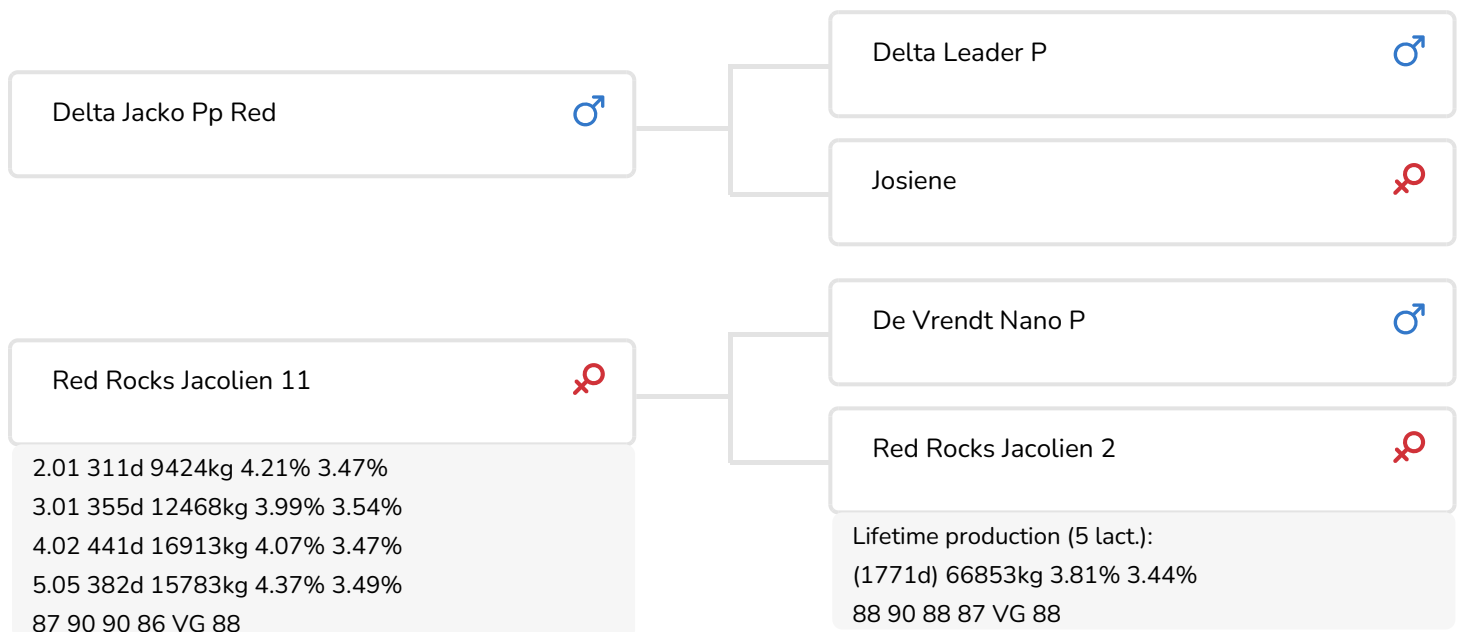 Delta Jacko Pp Red
Delta Leader P
Josiene
Red Rocks Jacolien 11
2.01 311d 9424kg 4.21% 3.47%
3.01 355d 12468kg 3.99% 3.54%
4.02 441d 16913kg 4.07% 3.47%
5.05 382d 15783kg 4.37% 3.49%
87 90 90 86 VG 88
De Vrendt Nano P
Red Rocks Jacolien 2
Lifetime production (5 lact.):
(1771d) 66853kg 3.81% 3.44%
88 90 88 87 VG 88